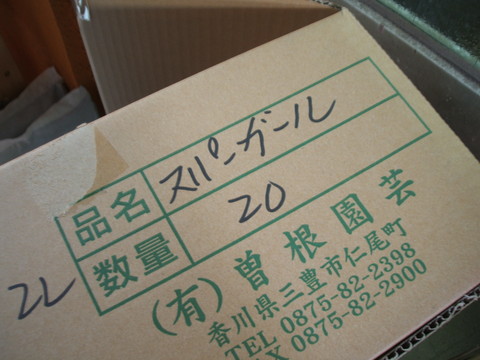 品名 スパーガール
2L 数量 20
(有)曽根園芸
香川県三豊市仁尾町
TEL 0875-82-2398
FAX 0875-82-2900